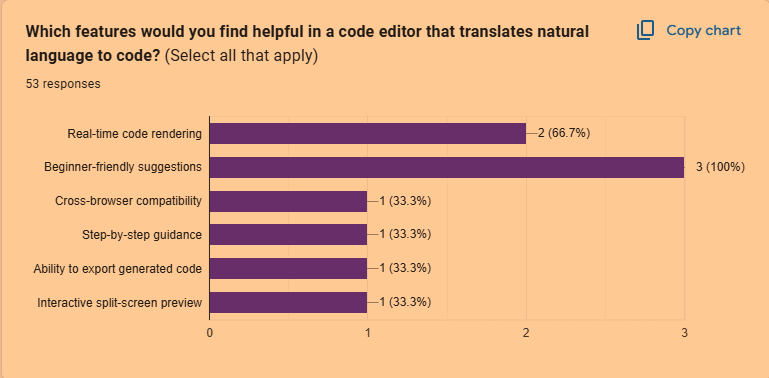 Which features would you find helpful in a code editor that translates natural
Copy chart
language to code? (Select all that apply)
53 responses
Real-time code rendering
2 (66.7%)
Beginner-friendly suggestions
3 (100%)
Cross-browser compatibility
1 (33.3%)
Step-by-step guidance
1 (33.3%)
Ability to export generated code
1 (33.3%)
Interactive split-screen preview
1 (33.3%)
0 1 2 3